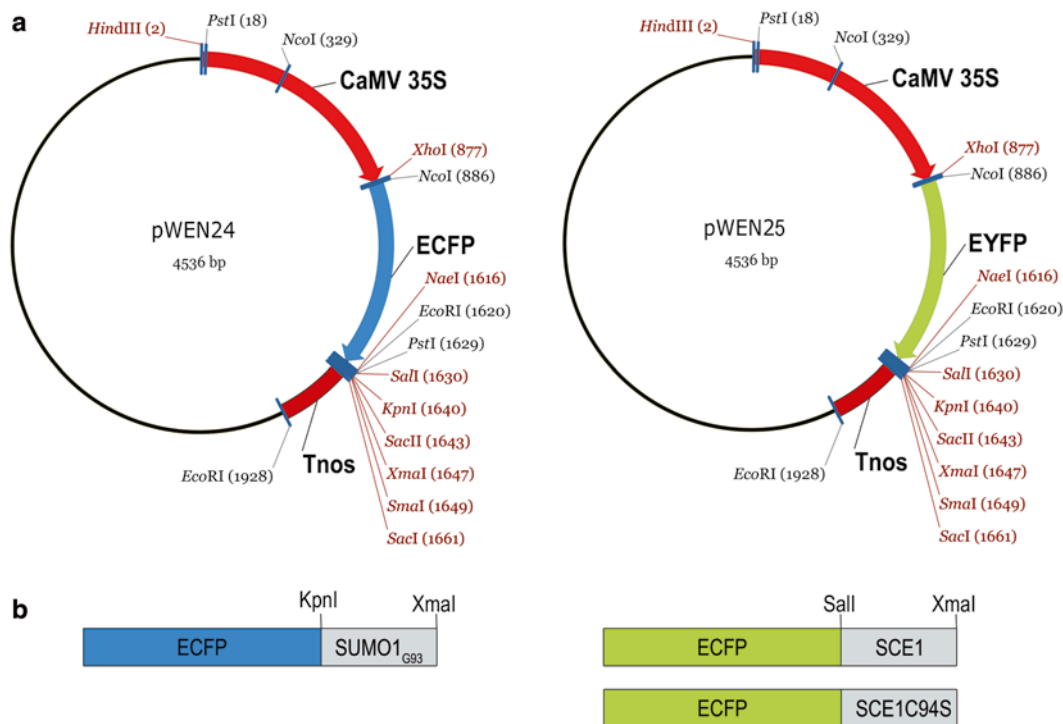 a
HindIII (2)
PstI (18)
NcoI (329)
CaMV 35S
XhoI (877)
NcoI (886)
pWEN24
4536 bp
ECFP
NaeI (1616)
EcoRI (1620)
PstI (1629)
SalI (1630)
KpnI (1640)
SacII (1643)
XmaI (1647)
SmaI (1649)
SacI (1661)
Tnos
EcoRI (1928)
HindIII (2)
PstI (18)
NcoI (329)
CaMV 35S
XhoI (877)
NcoI (886)
pWEN25
4536 bp
EYFP
NaeI (1616)
EcoRI (1620)
PstI (1629)
SalI (1630)
KpnI (1640)
SacII (1643)
XmaI (1647)
SmaI (1649)
SacI (1661)
Tnos
EcoRI (1928)
b
KpnI XmaI
ECFP SUMO1G93
SalI XmaI
ECFP SCE1
ECFP SCE1C94S